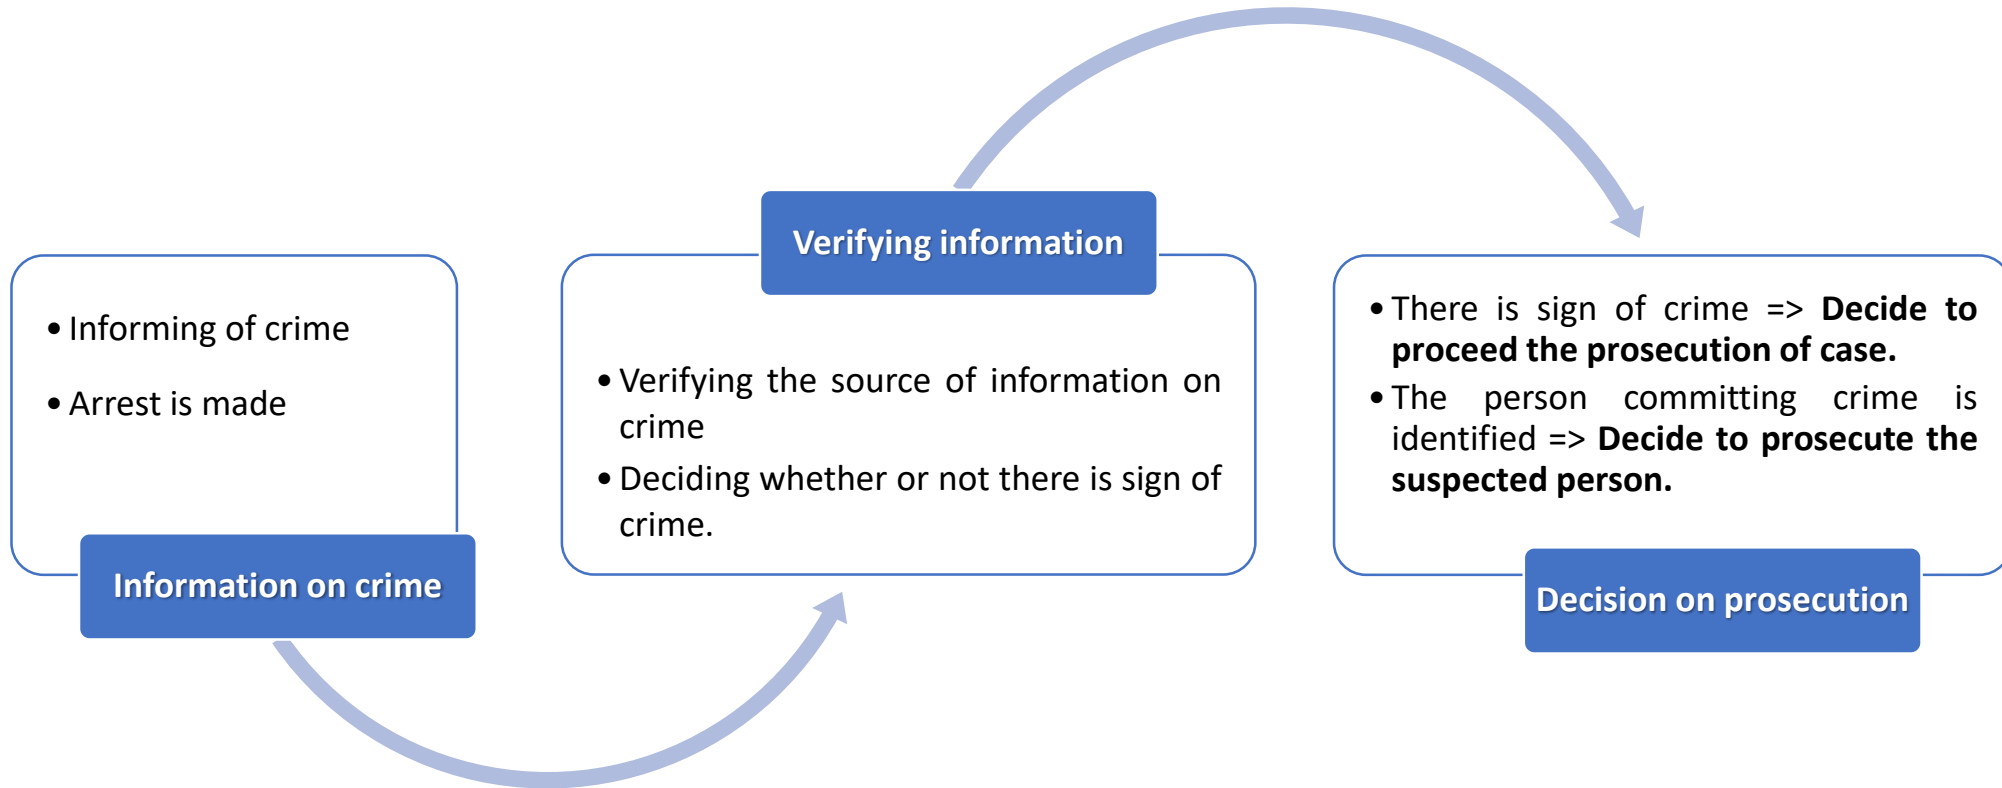 • Informing of crime
• Arrest is made
Information on crime
Verifying information
• Verifying the source of information on
crime
• Deciding whether or not there is sign of
crime.
• There is sign of crime => Decide to
proceed the prosecution of case.
• The person committing crime is
identified => Decide to prosecute the
suspected person.
Decision on prosecution